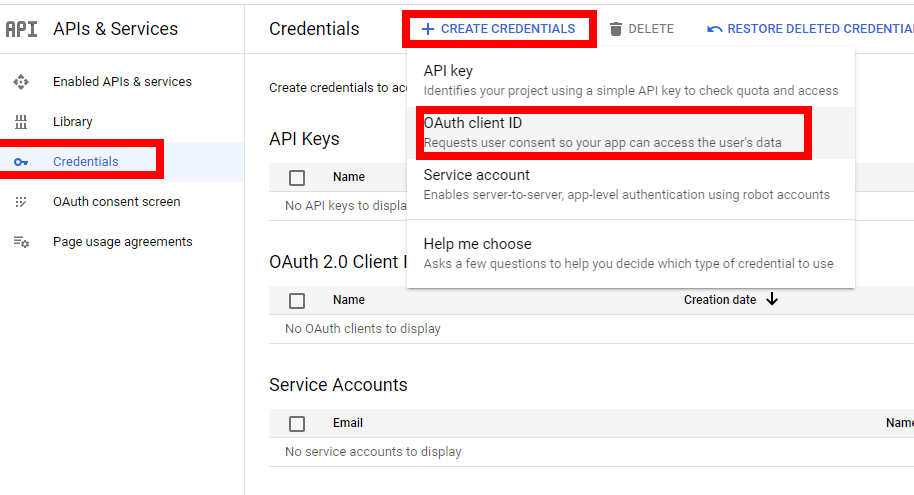 API APIs & Services
Enabled APIs & services
Library
Credentials
OAuth consent screen
Page usage agreements
Credentials
CREATE CREDENTIALS
DELETE
RESTORE DELETED
Create credentials to
API key
Identifies your project using a simple API key to check quota and access
OAuth client ID
Requests user consent so your app can access the user's data
Service account
Enables server-to-server, app-level authentication using robot accounts
Help me choose
Asks a few questions to help you decide which type of credential to use
API Keys
Name
No API keys to
OAuth 2.0 Client
Name Creation date
No OAuth clients to display
Service Accounts
Email Name
No service accounts to display